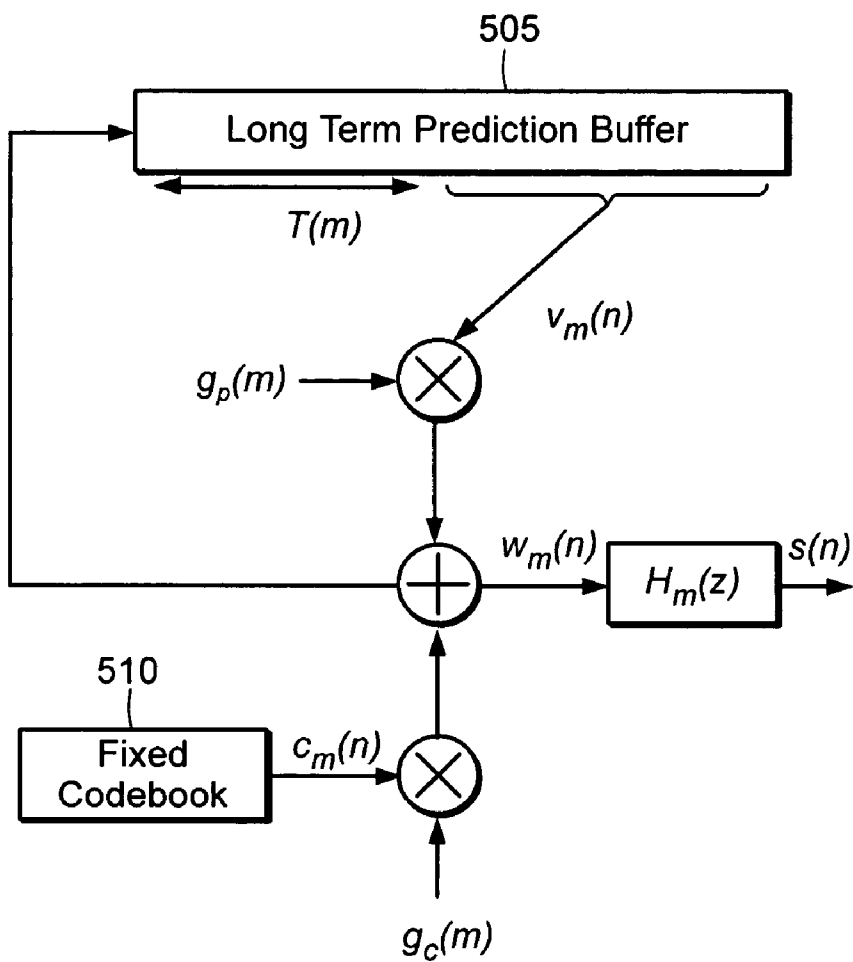 505
Long Term Prediction Buffer
T(m)
v_m(n)
g_p(m)
w_m(n)
s(n)
H_m(z)
510
Fixed
Codebook
c_m(n)
g_c(m)